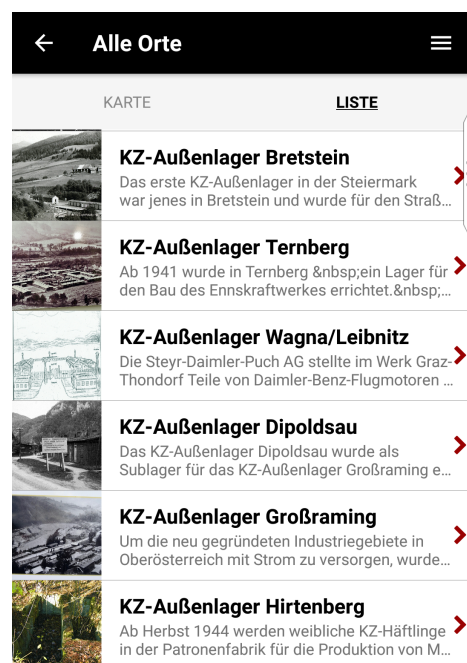 Alle Orte
KARTE
LISTE
KZ-Außenlager Bretstein
Das erste KZ-Außenlager in der Steiermark
war jenes in Bretstein und wurde für den Straß...
KZ-Außenlager Ternberg
Ab 1941 wurde in Ternberg &nbsp;ein Lager für
den Bau des Ennskraftwerkes errichtet.&nbsp;...
KZ-Außenlager Wagna/Leibnitz
Die Steyr-Daimler-Puch AG stellte im Werk Graz-
Thondorf Teile von Daimler-Benz-Flugmotoren ...
KZ-Außenlager Dipoldsau
Das KZ-Außenlager Dipoldsau wurde als
Sublager für das KZ-Außenlager Großraming e...
KZ-Außenlager Großraming
Um die neu gegründeten Industriegebiete in
Oberösterreich mit Strom zu versorgen, wurde...
KZ-Außenlager Hirtenberg
Ab Herbst 1944 werden weibliche KZ-Häftlinge
in der Patronenfabrik für die Produktion von M...